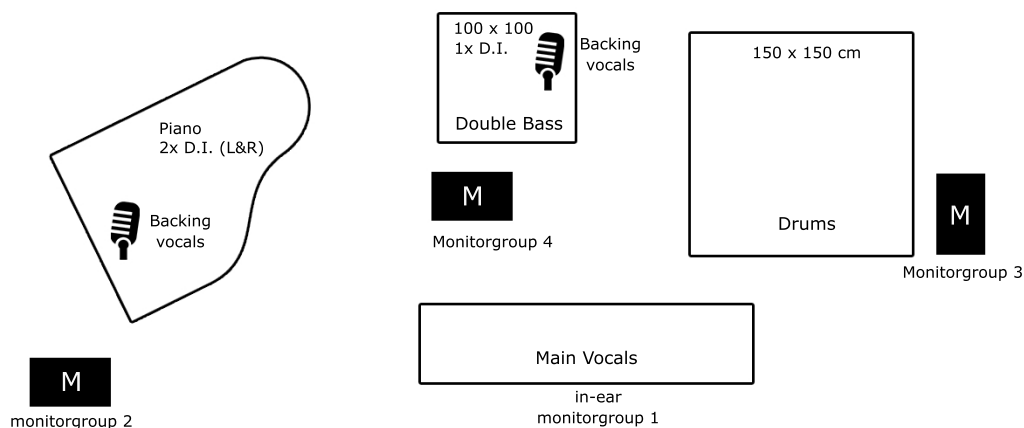 100 x 100
1x D.I.
Backing
vocals
Double Bass
150 x 150 cm
Drums
Piano
2x D.I. (L&R)
Backing
vocals
M
Monitorgroup 4
M
Monitorgroup 3
Main Vocals
in-ear
monitorgroup 1
M
monitorgroup 2